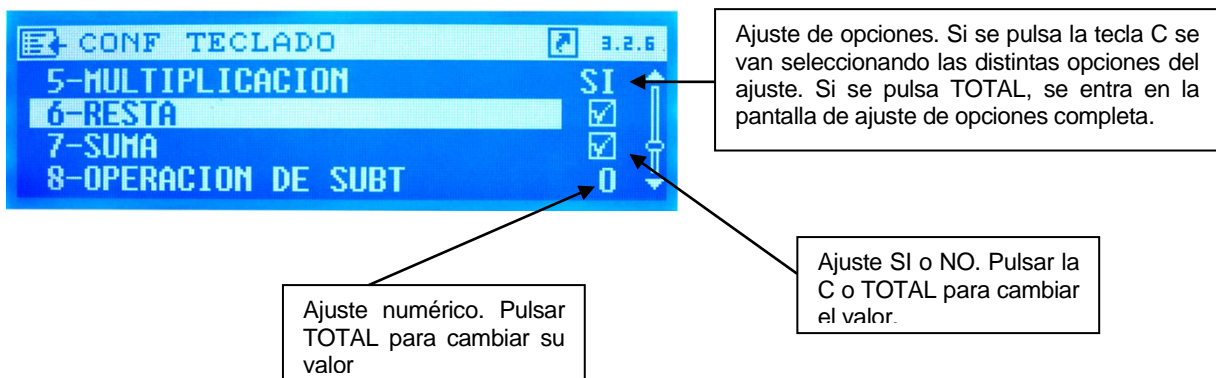 CONF TECLADO 3.2.6.
5-MULTIPLICACION SI
6-RESTA
7-SUMA
8-OPERACION DE SUBT 0
Ajuste de opciones. Si se pulsa la tecla C se
van seleccionando las distintas opciones del
ajuste. Si se pulsa TOTAL, se entra en la
pantalla de ajuste de opciones completa.
Ajuste SI o NO. Pulsar la
C o TOTAL para cambiar
el valor.
Ajuste numérico. Pulsar
TOTAL para cambiar su
valor